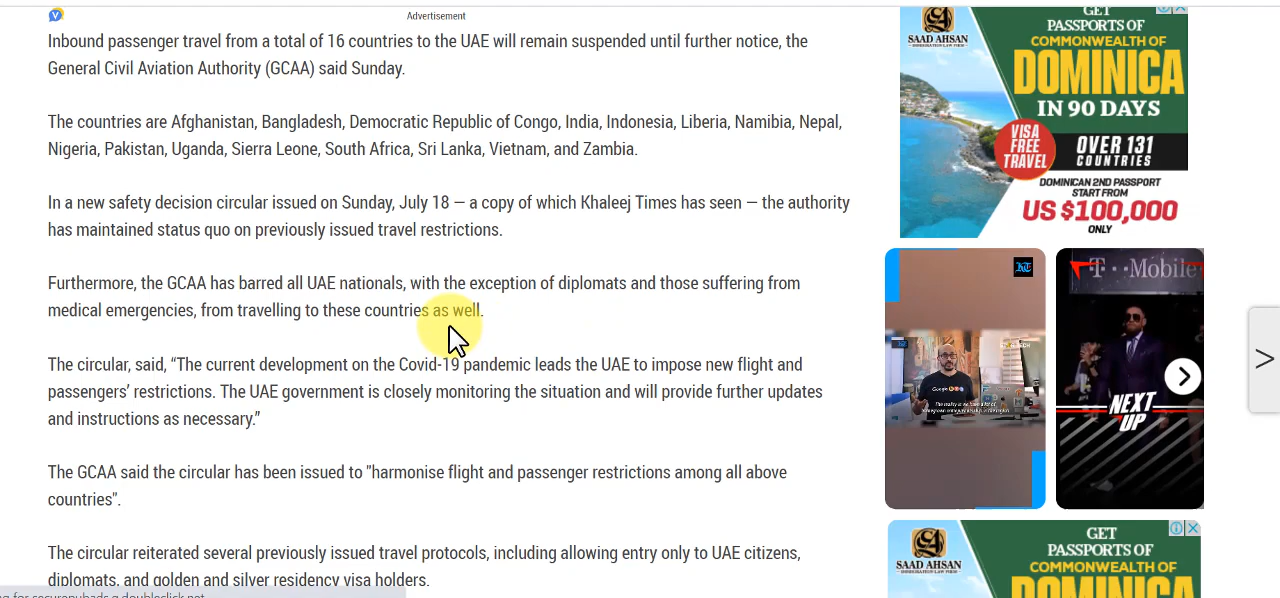 Advertisement
Inbound passenger travel from a total of 16 countries to the UAE will remain suspended until further notice, the
General Civil Aviation Authority (GCAA) said Sunday.
The countries are Afghanistan, Bangladesh, Democratic Republic of Congo, India, Indonesia, Liberia, Namibia, Nepal,
Nigeria, Pakistan, Uganda, Sierra Leone, South Africa, Sri Lanka, Vietnam, and Zambia.
In a new safety decision circular issued on Sunday, July 18 — a copy of which Khaleej Times has seen — the authority
has maintained status quo on previously issued travel restrictions.
Furthermore, the GCAA has barred all UAE nationals, with the exception of diplomats and those suffering from
medical emergencies, from travelling to these countries as well.
The circular, said, “The current development on the Covid-19 pandemic leads the UAE to impose new flight and
passengers’ restrictions. The UAE government is closely monitoring the situation and will provide further updates
and instructions as necessary.”
The GCAA said the circular has been issued to "harmonise flight and passenger restrictions among all above
countries".
The circular reiterated several previously issued travel protocols, including allowing entry only to UAE citizens,
diplomats, and golden and silver residency visa holders.
GET
PASSPORTS OF
COMMONWEALTH OF
DOMINICA
IN 90 DAYS
SAAD AHSAN
VISA
FREE
TRAVEL
OVER 131
COUNTRIES
DOMINICAN 2ND PASSPORT
START FROM
US $100,000
ONLY
KT
Google
T-Mobile
NEXT
UP
>
SAAD AHSAN
GET
PASSPORTS OF
COMMONWEALTH OF
DOMINICA